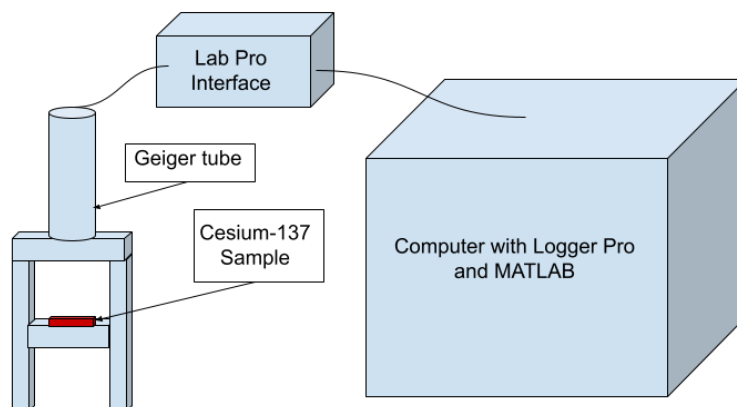 Lab Pro
Interface
Geiger tube
Cesium-137
Sample
Computer with Logger Pro
and MATLAB